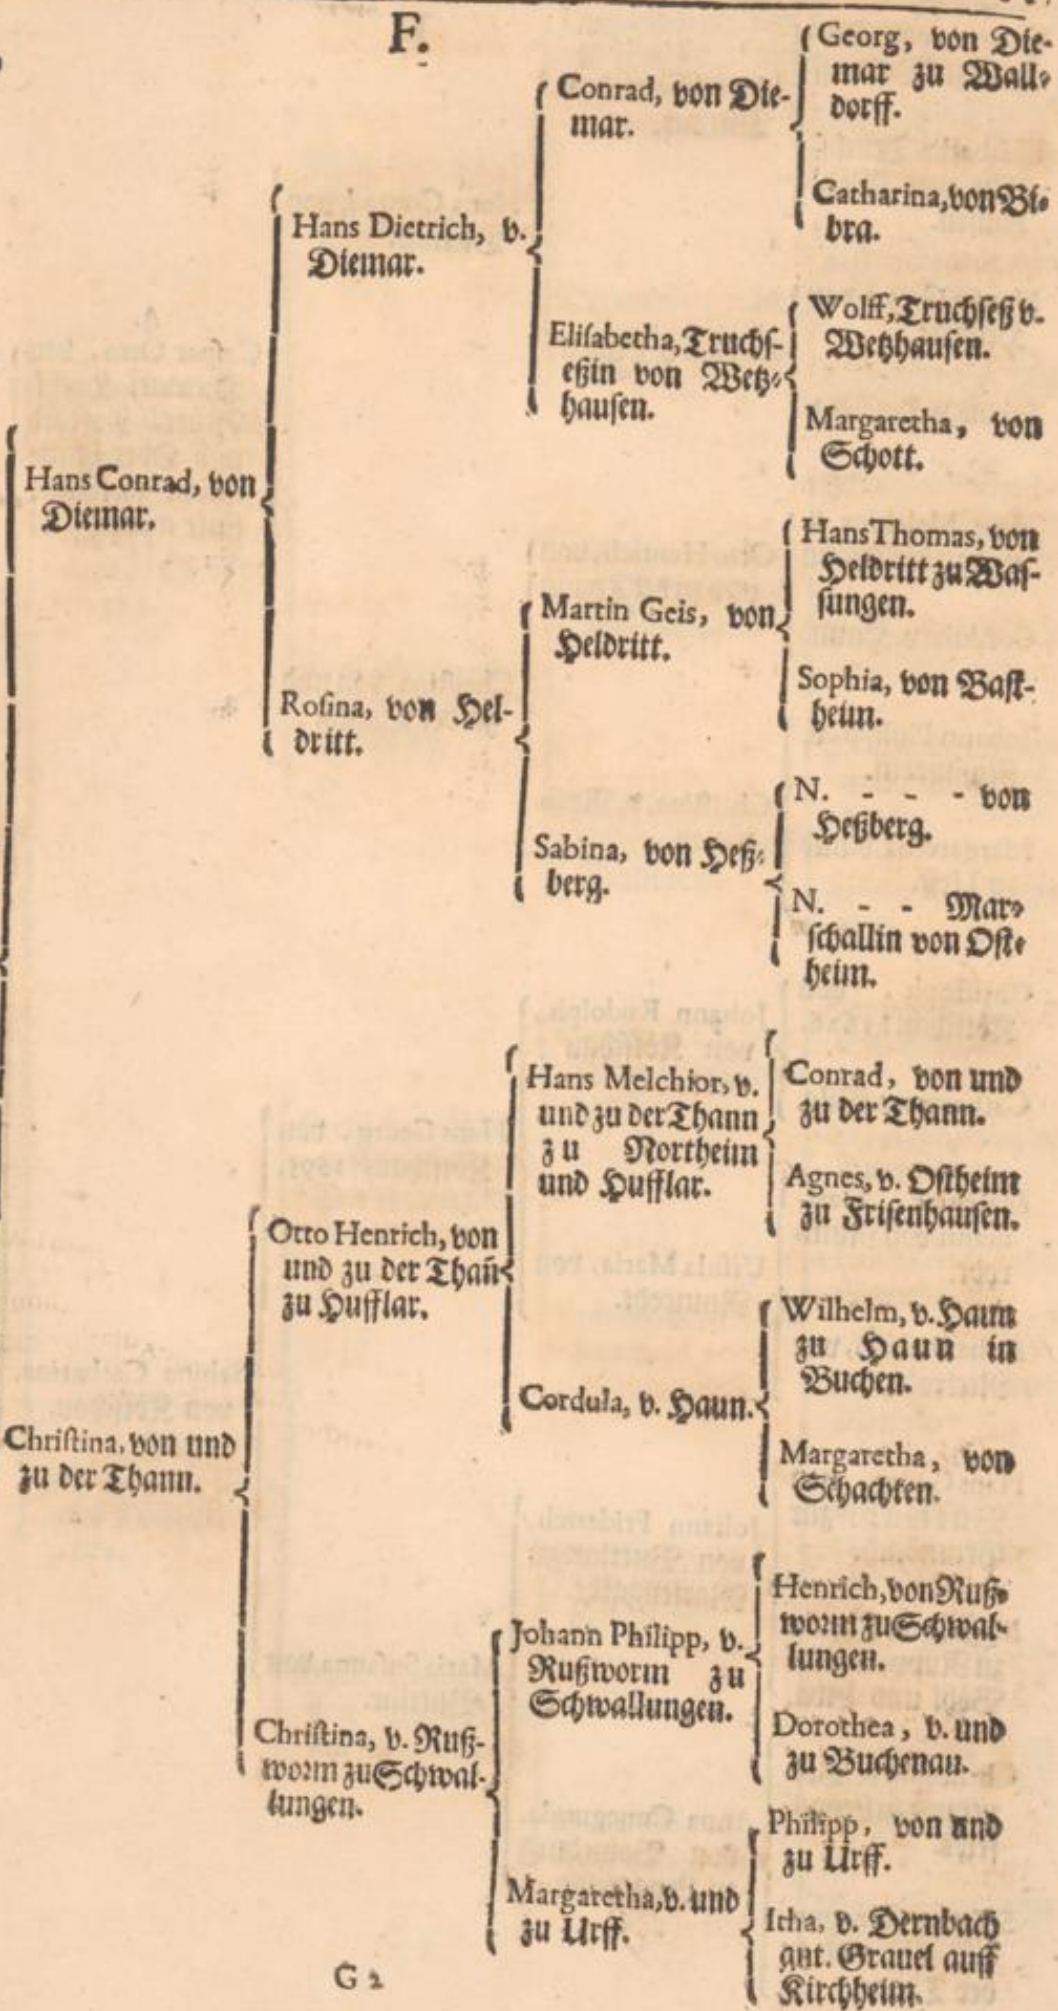 F.
Hans Conrad, von
Diemar.
Christina, von und
zu der Thann.
Hans Dietrich, v.
Diemar.
Rosina, von Hel-
dritt.
Otto Henrich, von
und zu der Thañ
zu Hufflar.
Christina, v. Ruß-
worm zu Schwal-
lungen.
Conrad, von Die-
mar.
Elisabetha, Truchs-
eßin von Wetz-
hausen.
Martin Geis, von
Heldritt.
Sabina, von Heß-
berg.
Hans Melchior, v.
und zu der Thann
zu Northeim
und Hufflar.
Cordula, v. Haun.
Johann Philipp, v.
Rußworm zu
Schwallungen.
Margaretha, v. und
zu Urff.
Georg, von Die-
mar zu Wall-
dorff.
Catharina, von Bi-
bra.
Wolff, Truchseß v.
Wetzhausen.
Margaretha, von
Schott.
Hans Thomas, von
Heldritt zu Was-
sungen.
Sophia, von Bast-
heim.
N. - - - von
Heßberg.
N. - - Mar-
schallin von Ost-
heim.
Conrad, von und
zu der Thann.
Agnes, v. Ostheim
zu Frisenhausen.
Wilhelm, v. Haun
zu Haun in
Buchen.
Margaretha, von
Schachten.
Henrich, von Ruß-
worm zu Schwal-
lungen.
Dorothea, v. und
zu Buchenau.
Philipp, von und
zu Urff.
Itha, v. Dernbach
gnt. Grauel auff
Kirchheim.
G 2